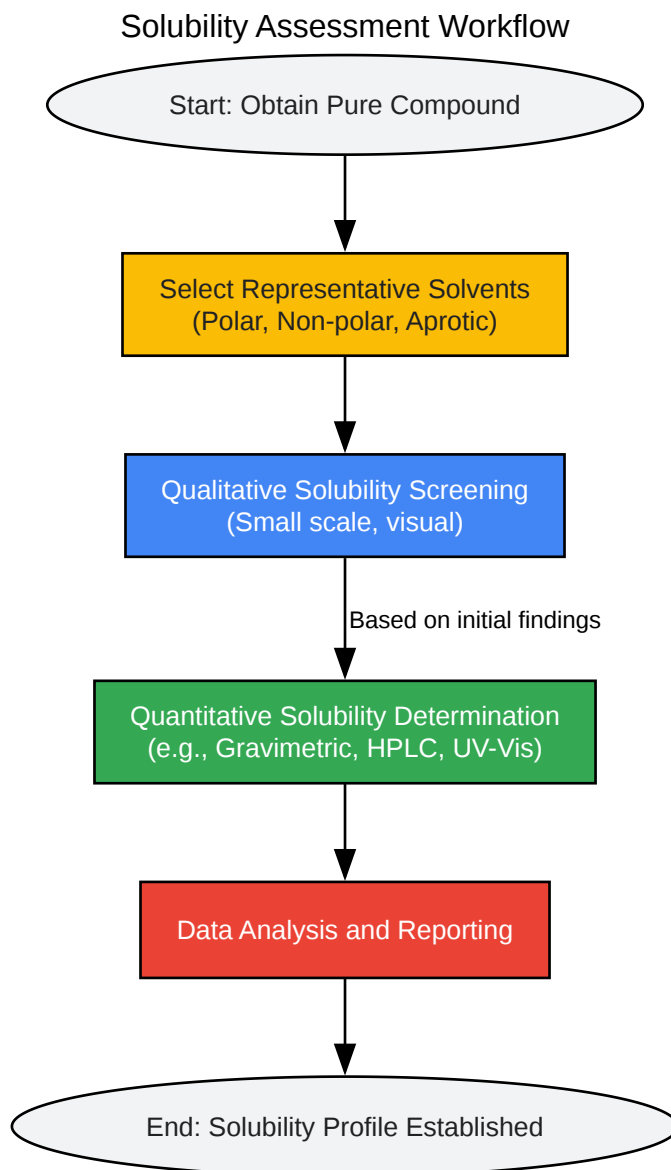 Solubility Assessment Workflow
Start: Obtain Pure Compound
Select Representative Solvents
(Polar, Non-polar, Aprotic)
Qualitative Solubility Screening
(Small scale, visual)
Based on initial findings
Quantitative Solubility Determination
(e.g., Gravimetric, HPLC, UV-Vis)
Data Analysis and Reporting
End: Solubility Profile Established